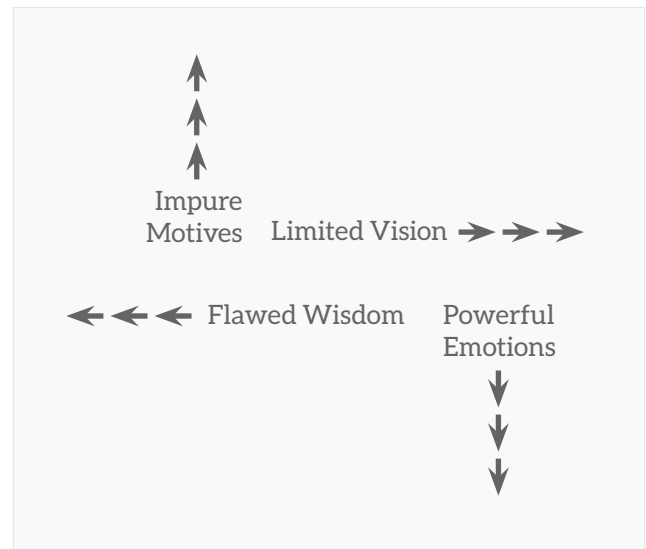 Impure
Motives
Limited Vision
Flawed Wisdom
Powerful
Emotions